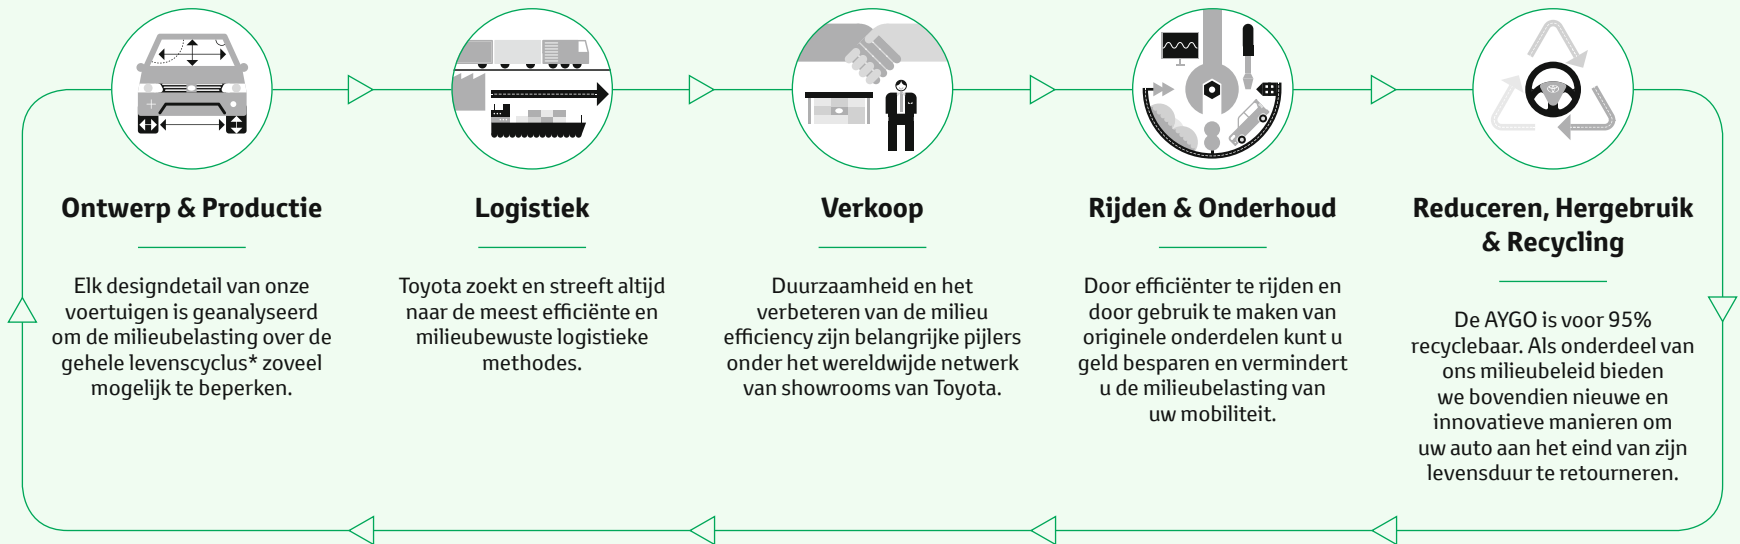 Ontwerp & Productie
Elk designdetail van onze
voertuigen is geanalyseerd
om de milieubelasting over de
gehele levenscyclus* zoveel
mogelijk te beperken.
Logistiek
Toyota zoekt en streeft altijd
naar de meest efficiënte en
milieubewuste logistieke
methodes.
Verkoop
Duurzaamheid en het
verbeteren van de milieu
efficiency zijn belangrijke pijlers
onder het wereldwijde netwerk
van showrooms van Toyota.
Rijden & Onderhoud
Door efficiënter te rijden en
door gebruik te maken van
originele onderdelen kunt u
geld besparen en vermindert
u de milieubelasting van
uw mobiliteit.
Reduceren, Hergebruik
& Recycling
De AYGO is voor 95%
recyclebaar. Als onderdeel van
ons milieubeleid bieden
we bovendien nieuwe en
innovatieve manieren om
uw auto aan het eind van zijn
levensduur te retourneren.